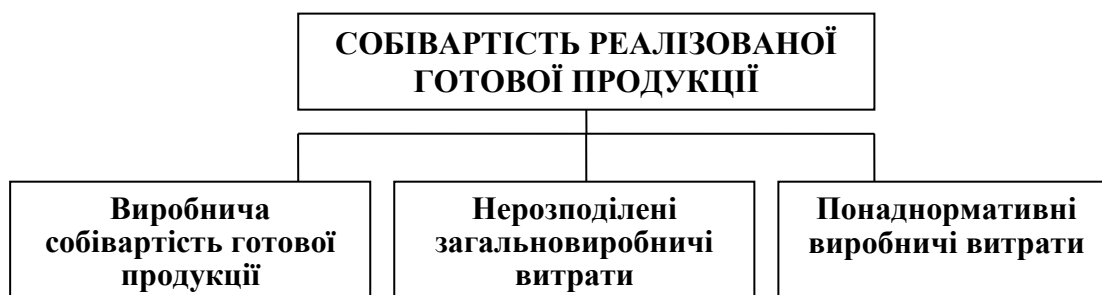 СОБІВАРТІСТЬ РЕАЛІЗОВАНОЇ
ГОТОВОЇ ПРОДУКЦІЇ
Виробнича
собівартість готової
продукції
Нерозподілені
загальновиробничі
витрати
Понаднормативні
виробничі витрати